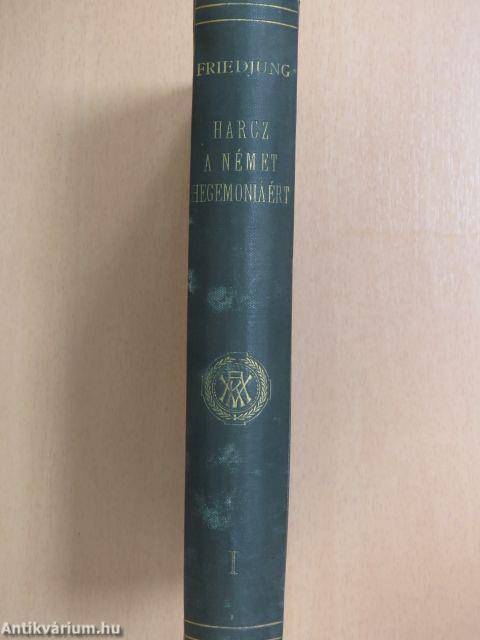 FRIEDJUNG
HARCZ
A NÉMET
HEGEMONIÁÉRT
I
Antikvárium.hu